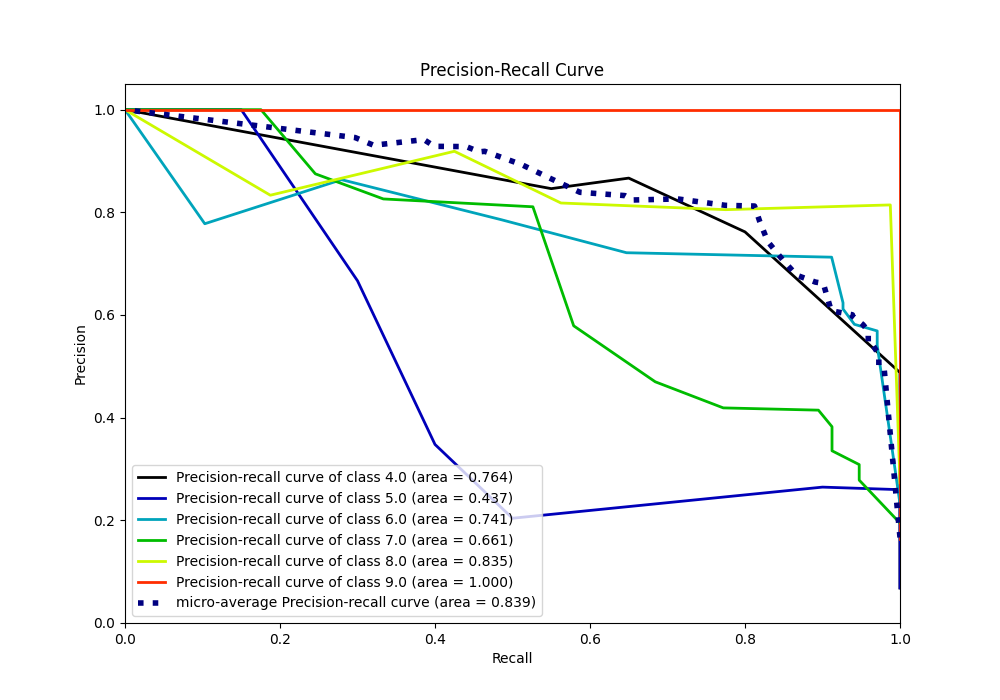 Precision-Recall Curve
1.0
0.8
0.6
0.4
0.2
0.0
Precision
Precision-recall curve of class 4.0 (area = 0.764)
Precision-recall curve of class 5.0 (area = 0.437)
Precision-recall curve of class 6.0 (area = 0.741)
Precision-recall curve of class 7.0 (area = 0.661)
Precision-recall curve of class 8.0 (area = 0.835)
Precision-recall curve of class 9.0 (area = 1.000)
micro-average Precision-recall curve (area = 0.839)
0.0 0.2 0.4 0.6 0.8 1.0
Recall